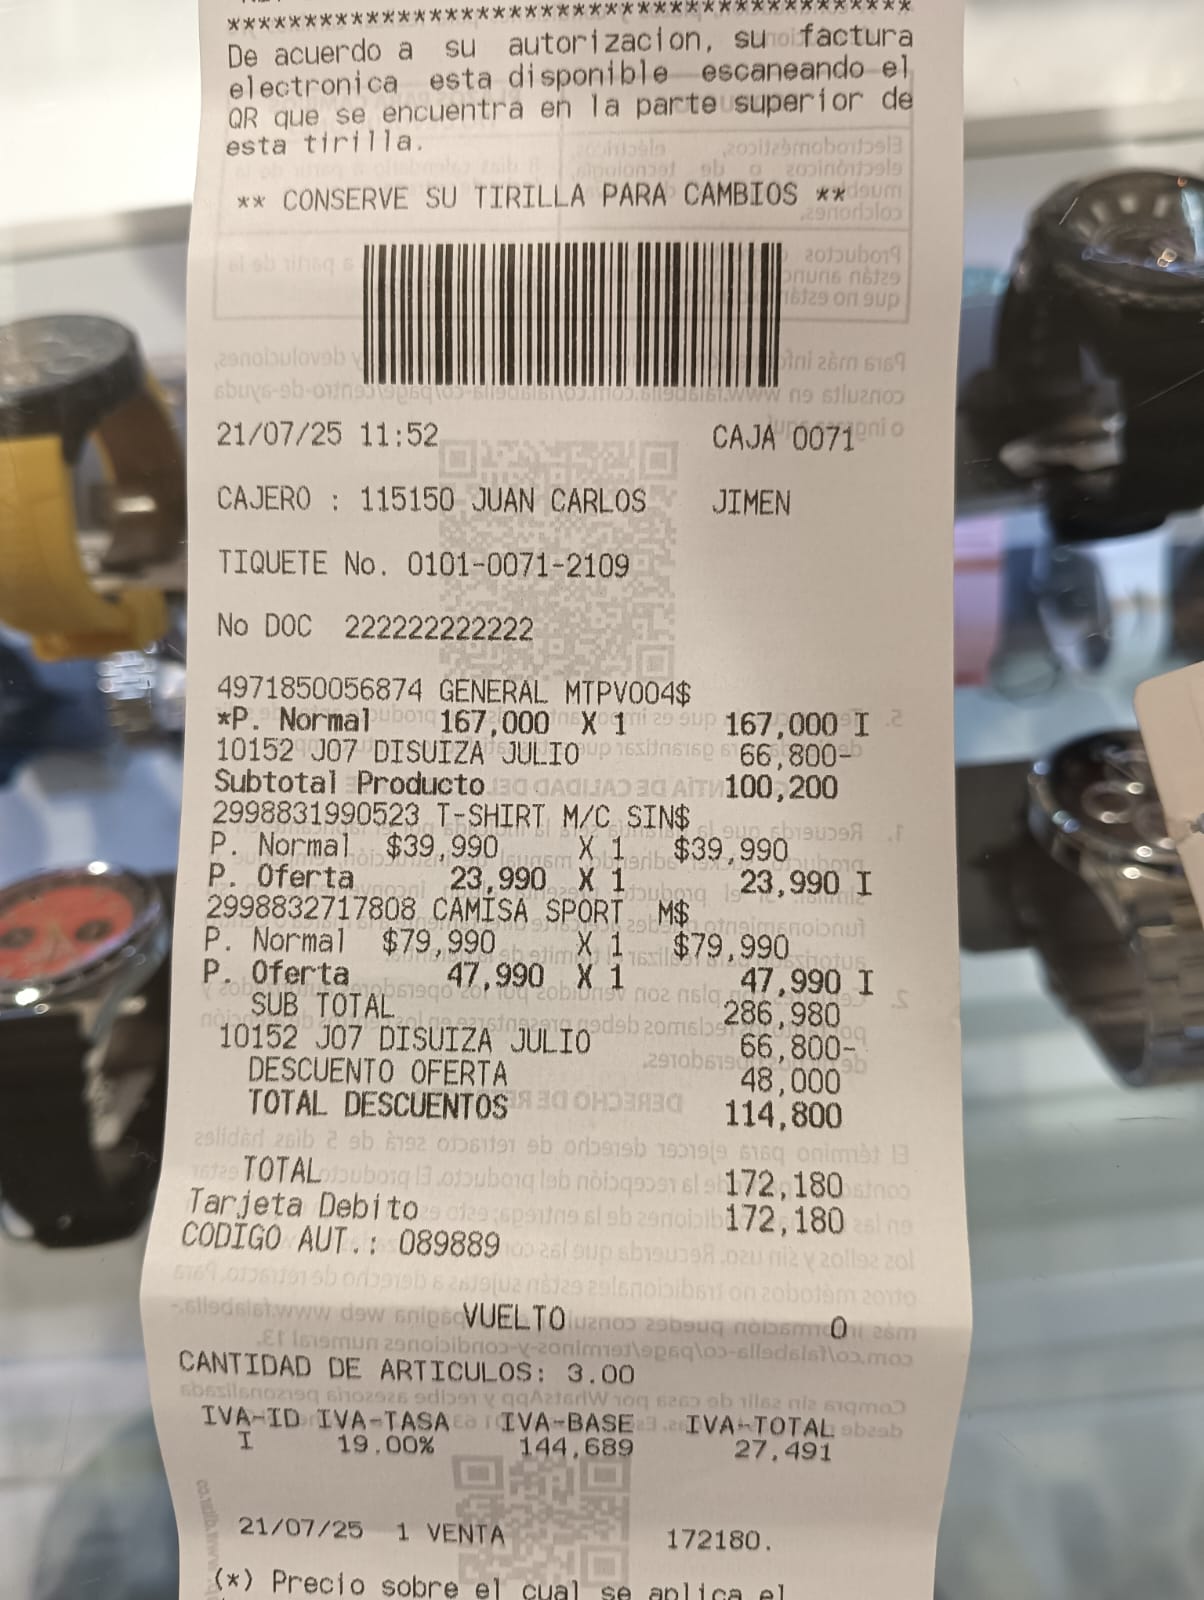 ******************************************
De acuerdo a su autorizacion, su factura
electronica esta disponible escaneando el
QR que se encuentra en la parte superior de
esta tirilla.
** CONSERVE SU TIRILLA PARA CAMBIOS **
21/07/25 11:52 CAJA 0071
CAJERO : 115150 JUAN CARLOS JIMEN
TIQUETE No. 0101-0071-2109
No DOC 222222222222
4971850056874 GENERAL MTPV004$
*P. Normal 167,000 X 1 167,000 I
10152 J07 DISUIZA JULIO 66,800-
Subtotal Producto 100,200
2998831990523 T-SHIRT M/C SIN$
P. Normal $39,990 X 1 $39,990
P. Oferta 23,990 X 1 23,990 I
2998832717808 CAMISA SPORT M$
P. Normal $79,990 X 1 $79,990
P. Oferta 47,990 X 1 47,990 I
SUB TOTAL 286,980
10152 J07 DISUIZA JULIO 66,800-
DESCUENTO OFERTA 48,000
TOTAL DESCUENTOS 114,800
TOTAL 172,180
Tarjeta Debito 172,180
CODIGO AUT.: 089889
VUELTO 0
CANTIDAD DE ARTICULOS: 3.00
IVA-ID IVA-TASA IVA-BASE IVA-TOTAL
I 19.00% 144,689 27,491
21/07/25 1 VENTA 172180.
(*) Precio sobre el cual se aplica el